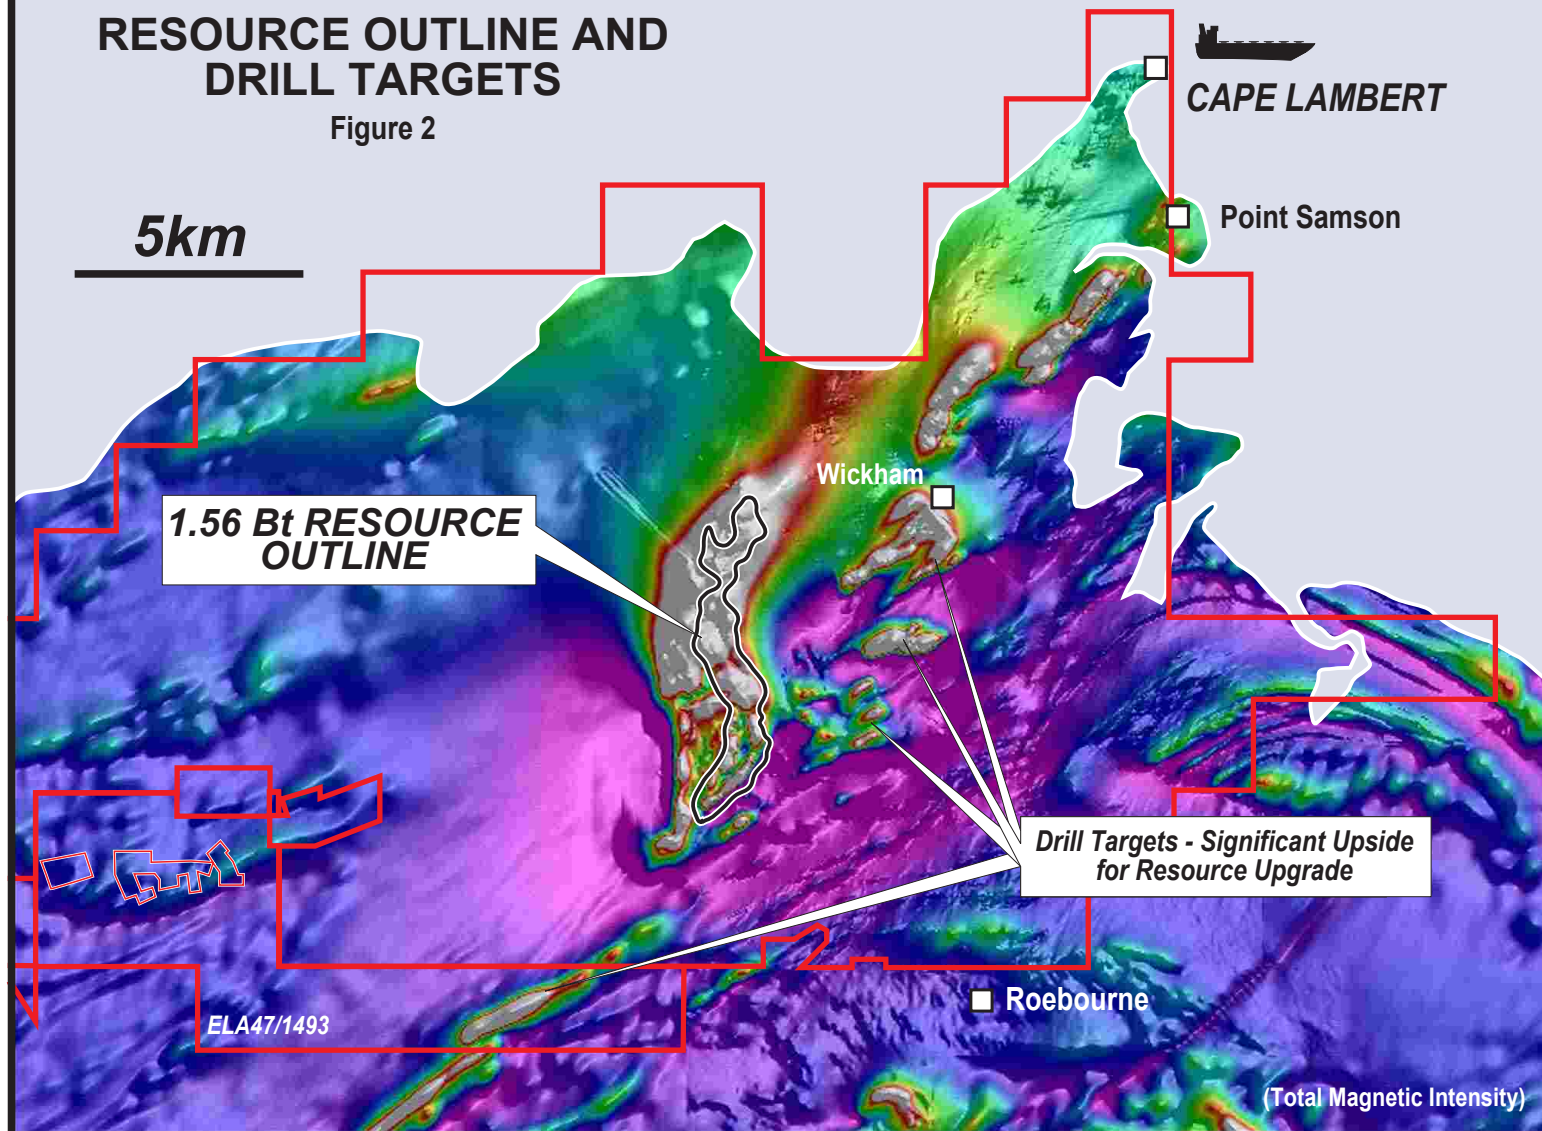 RESOURCE OUTLINE AND
DRILL TARGETS
Figure 2
CAPE LAMBERT
5km
Point Samson
Wickham
1.56 Bt RESOURCE
OUTLINE
Drill Targets - Significant Upside
for Resource Upgrade
Roebourne
ELA47/1493
(Total Magnetic Intensity)